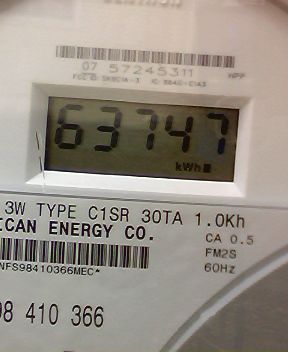 07 57245311 HPP
63747
kWh
3W TYPE C1SR 30TA 1.0Kh
ICAN ENERGY CO.
CA 0.5
FM2S
60Hz
NFS98410366MEC*
98 410 366